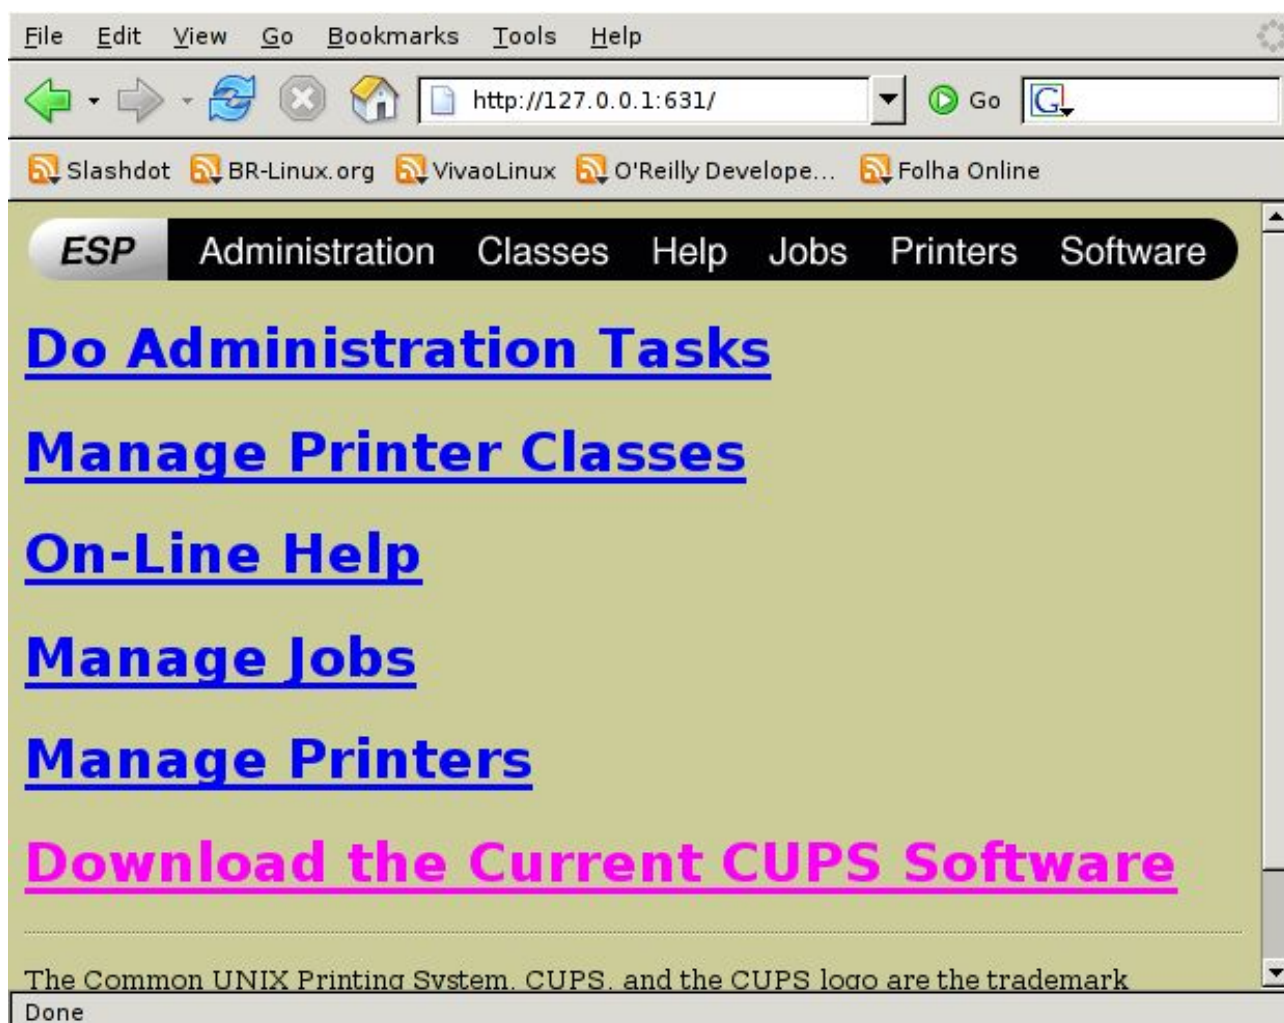 File Edit View Go Bookmarks Tools Help
http://127.0.0.1:631/ Go G
Slashdot BR-Linux.org VivaoLinux O'Reilly Develope... Folha Online
ESP Administration Classes Help Jobs Printers Software
Do Administration Tasks
Manage Printer Classes
On-Line Help
Manage Jobs
Manage Printers
Download the Current CUPS Software
The Common UNIX Printing System, CUPS, and the CUPS logo are the trademark
Done